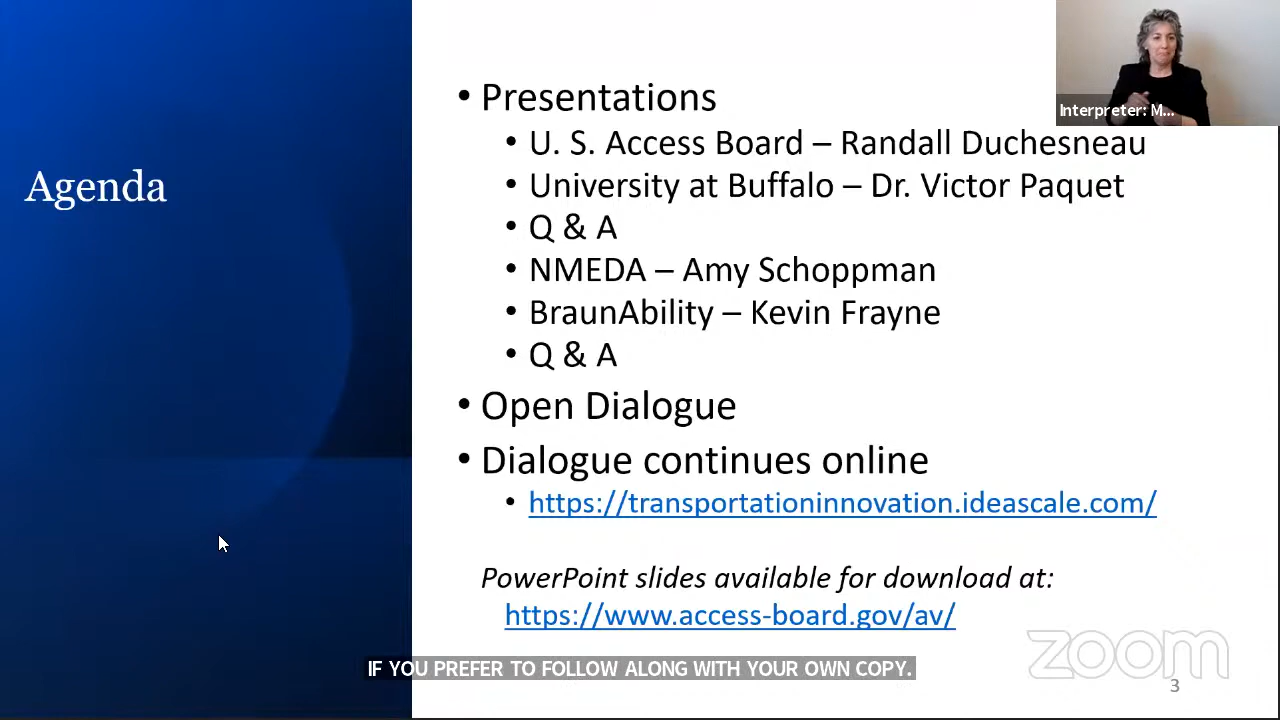 Agenda
• Presentations
• U. S. Access Board – Randall Duchesneau
• University at Buffalo – Dr. Victor Paquet
• Q & A
• NMEDA – Amy Schoppman
• BraunAbility – Kevin Frayne
• Q & A
• Open Dialogue
• Dialogue continues online
• https://transportationinnovation.ideascale.com/
PowerPoint slides available for download at:
https://www.access-board.gov/av/
Interpreter: M...
IF YOU PREFER TO FOLLOW ALONG WITH YOUR OWN COPY.
zoom
3